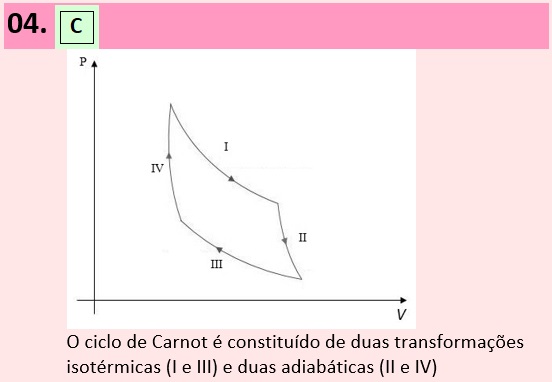 04. C
P
I
IV
II
III
V
O ciclo de Carnot é constituído de duas transformações
isotérmicas (I e III) e duas adiabáticas (II e IV)